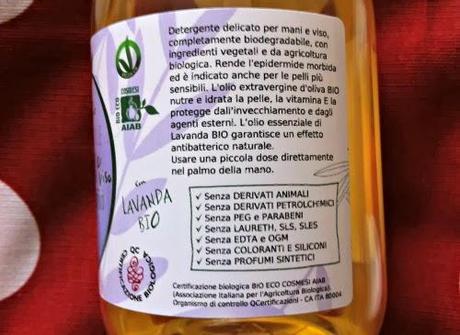 Detergente delicato per mani e viso,
completamente biodegradabile, con
ingredienti vegetali e da agricoltura
biologica. Rende l'epidermide morbida
ed è indicato anche per le pelli più
sensibili. L'olio extravergine d'oliva BIO
nutre e idrata la pelle, la vitamina E la
protegge dall'invecchiamento e dagli
agenti esterni. L'olio essenziale di
Lavanda BIO garantisce un effetto
antibatterico naturale.
Usare una piccola dose direttamente
nel palmo della mano.
BIO ECO COSMESI
AIAB
Viso
con
LAVANDA
BIO
✓ Senza DERIVATI ANIMALI
✓ Senza DERIVATI PETROLCHIMICI
✓ Senza PEG e PARABENI
✓ Senza LAURETH, SLS, SLES
✓ Senza EDTA e OGM
✓ Senza COLORANTI E SILICONI
✓ Senza PROFUMI SINTETICI
QC
CERTIFICAZIONE BIOLOGICA
Certificazione biologica BIO ECO COSMESI AIAB
(Associazione Italiana per l'Agricoltura Biologica).
Organismo di controllo QCertificazioni - CA ITA 80004